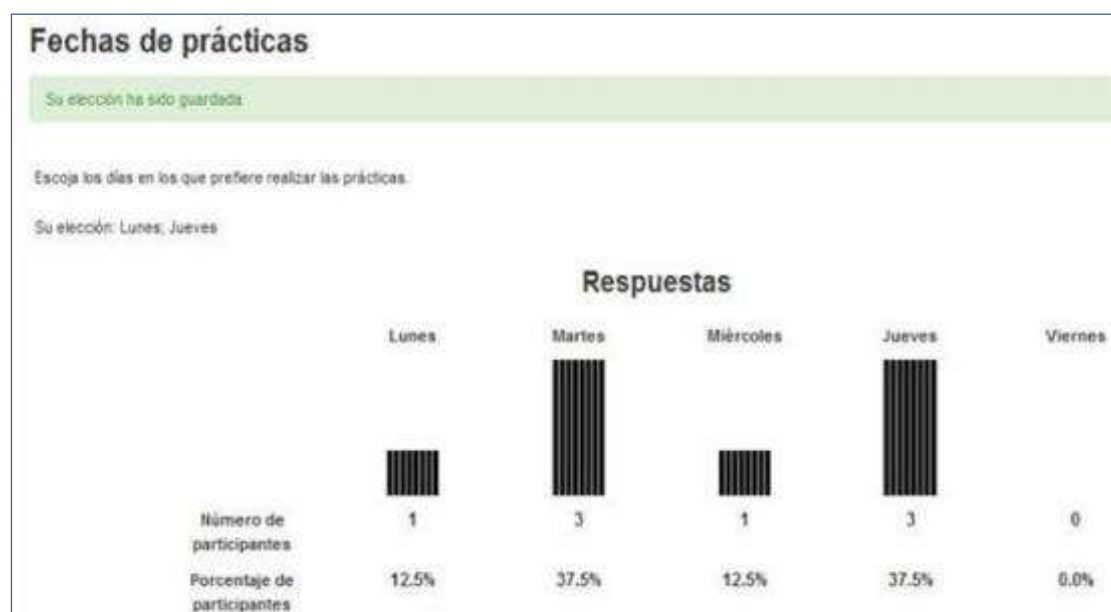 Fechas de prácticas
Su elección ha sido guardada
Escoja los días en los que prefiere realizar las prácticas.
Su elección: Lunes; Jueves
Respuestas
Lunes Martes Miércoles Jueves Viernes
Número de participantes 1 3 1 3 0
Porcentaje de participantes 12.5% 37.5% 12.5% 37.5% 0.0%